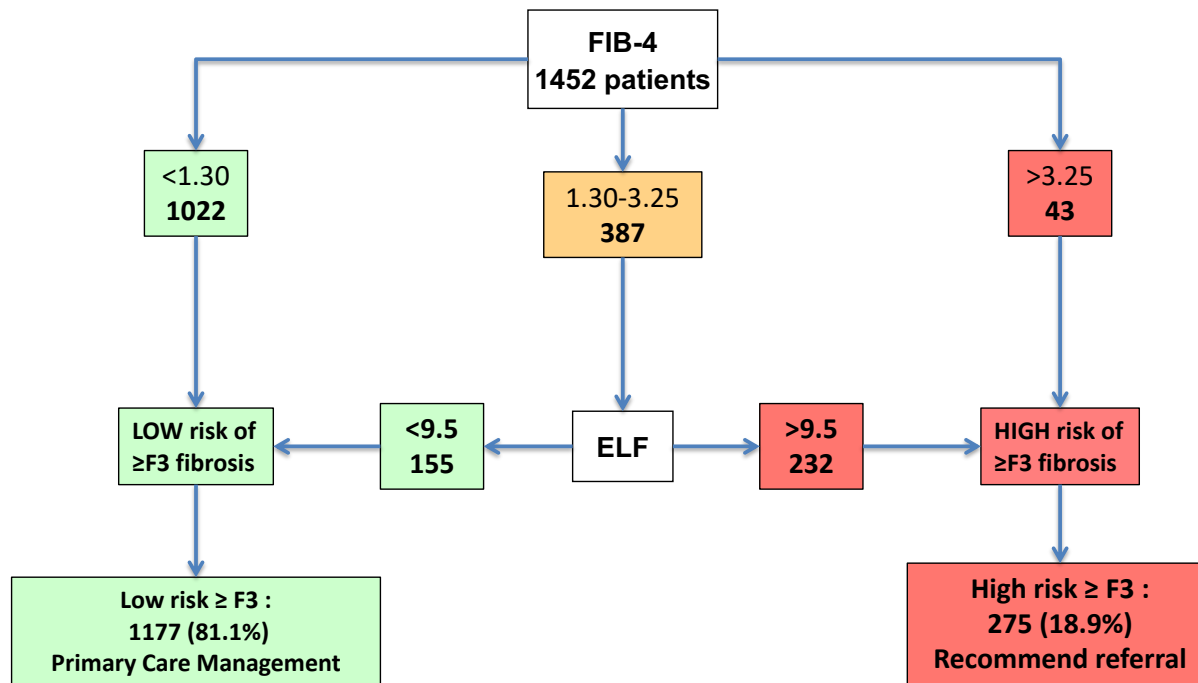 FIB-4
1452 patients
<1.30
1022
1.30-3.25
387
>3.25
43
LOW risk of
≥F3 fibrosis
<9.5
155
ELF
>9.5
232
HIGH risk of
≥F3 fibrosis
Low risk ≥ F3 :
1177 (81.1%)
Primary Care Management
High risk ≥ F3 :
275 (18.9%)
Recommend referral